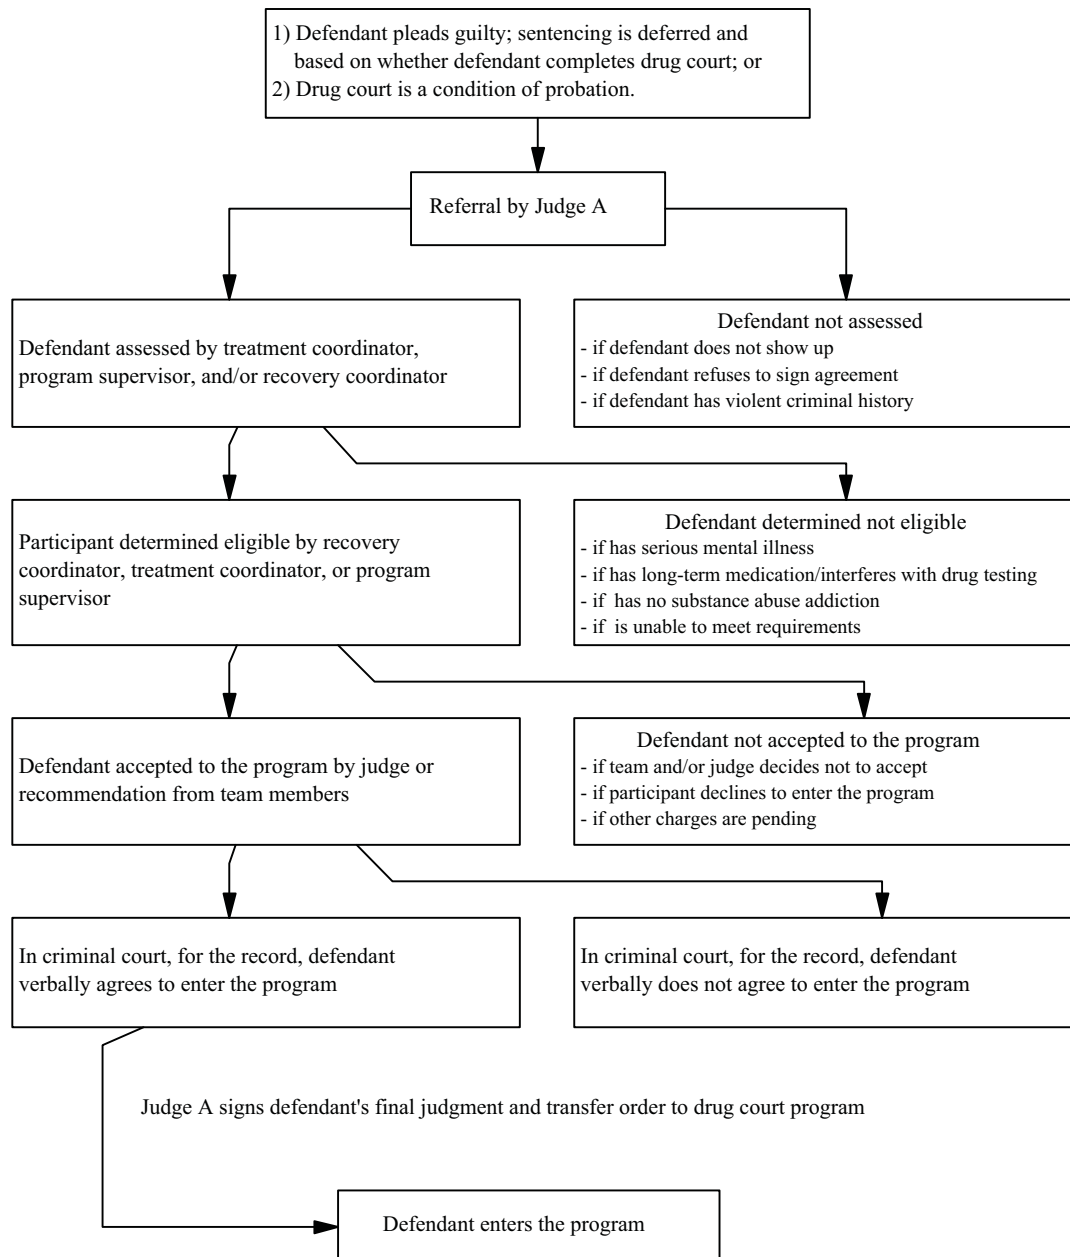 1) Defendant pleads guilty; sentencing is deferred and
based on whether defendant completes drug court; or
2) Drug court is a condition of probation.
Referral by Judge A
Defendant assessed by treatment coordinator,
program supervisor, and/or recovery coordinator
Defendant not assessed
- if defendant does not show up
- if defendant refuses to sign agreement
- if defendant has violent criminal history
Participant determined eligible by recovery
coordinator, treatment coordinator, or program
supervisor
Defendant determined not eligible
- if has serious mental illness
- if has long-term medication/interferes with drug testing
- if has no substance abuse addiction
- if is unable to meet requirements
Defendant accepted to the program by judge or
recommendation from team members
Defendant not accepted to the program
- if team and/or judge decides not to accept
- if participant declines to enter the program
- if other charges are pending
In criminal court, for the record, defendant
verbally agrees to enter the program
In criminal court, for the record, defendant
verbally does not agree to enter the program
Judge A signs defendant's final judgment and transfer order to drug court program
Defendant enters the program